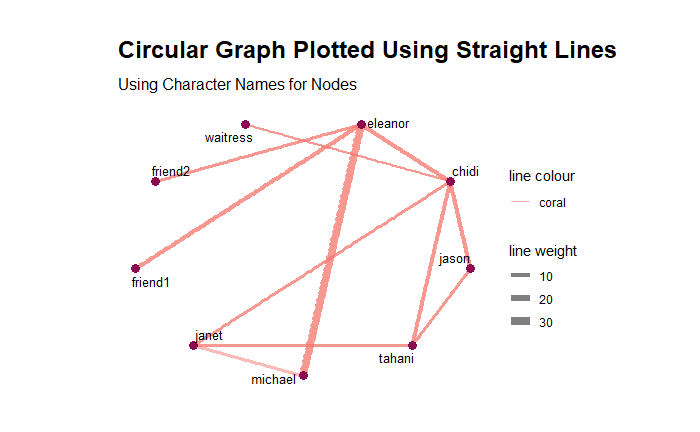 Circular Graph Plotted Using Straight Lines
Using Character Names for Nodes
eleanor
waitress
friend2
chidi
line colour
coral
line weight
jason
10
friend1
20
30
janet
tahani
michael